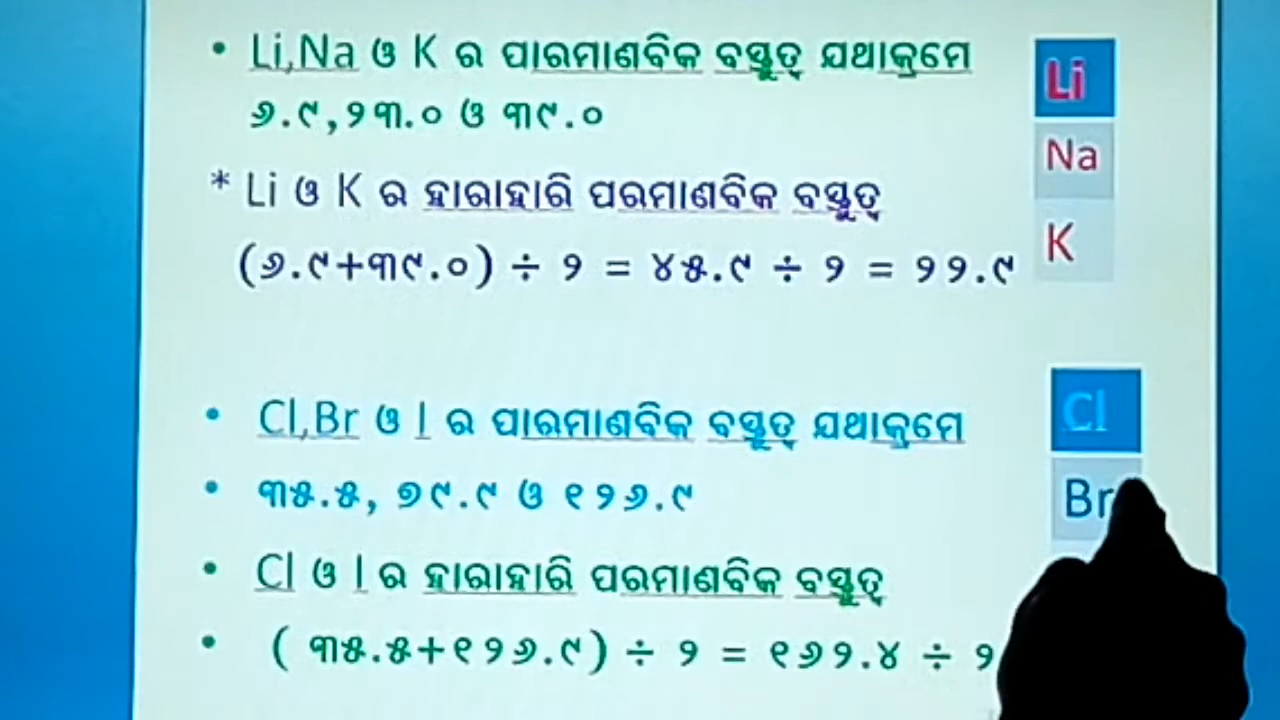 • Li,Na ଓ K ର ପାରମାଣବିକ ବସ୍ତୁତ୍ଵ ଯଥାକ୍ରମେ
୬.୯,୨୩.୦ ଓ ୩୯.୦
* Li ଓ K ର ହାରାହାରି ପରମାଣବିକ ବସ୍ତୁତ୍ଵ
(୬.୯+୩୯.୦) ÷ ୨ = ୪୫.୯ ÷ ୨ = ୨୨.୯
Li
Na
K
• Cl,Br ଓ I ର ପାରମାଣବିକ ବସ୍ତୁତ୍ଵ ଯଥାକ୍ରମେ
• ୩୫.୫, ୭୯.୯ ଓ ୧୨୬.୯
• Cl ଓ I ର ହାରାହାରି ପରମାଣବିକ ବସ୍ତୁତ୍ଵ
• ( ୩୫.୫+୧୨୬.୯) ÷ ୨ = ୧୬୨.୪ ÷ ୨
Cl
Br